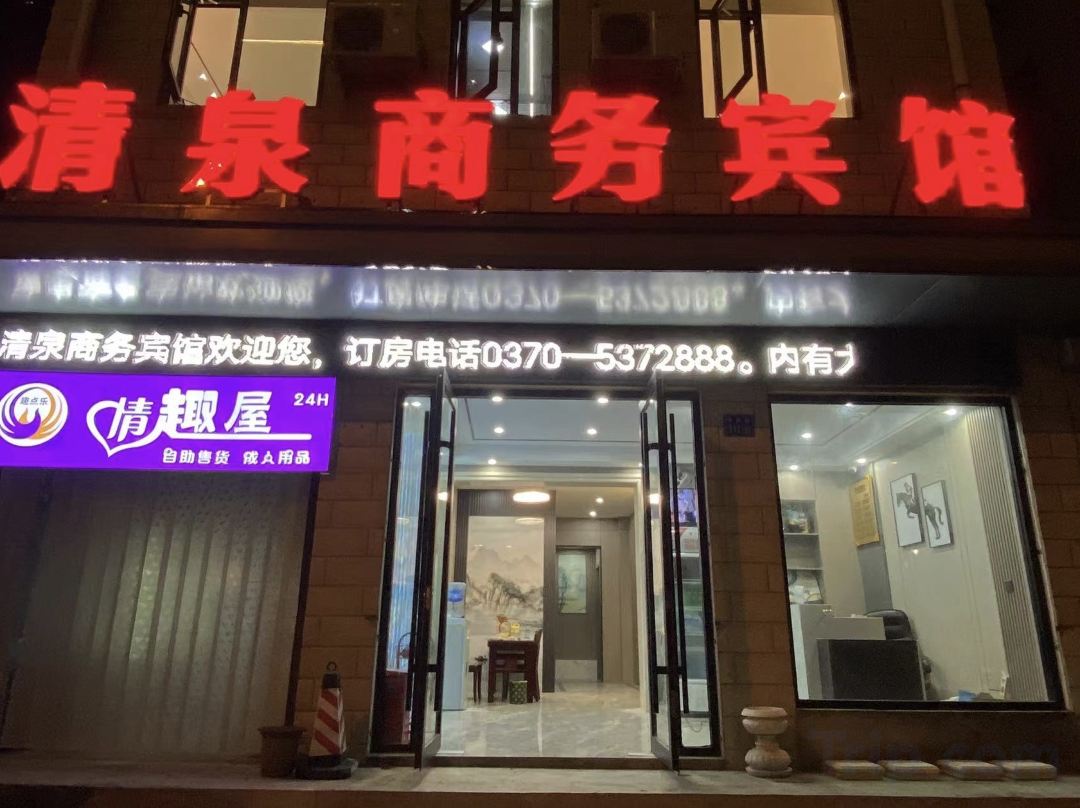 清泉商务宾馆
清泉商务宾馆欢迎您，订房电话0370—5372888。内有
趣点乐
情趣屋
24H
自助售货 成人用品
Trip.com